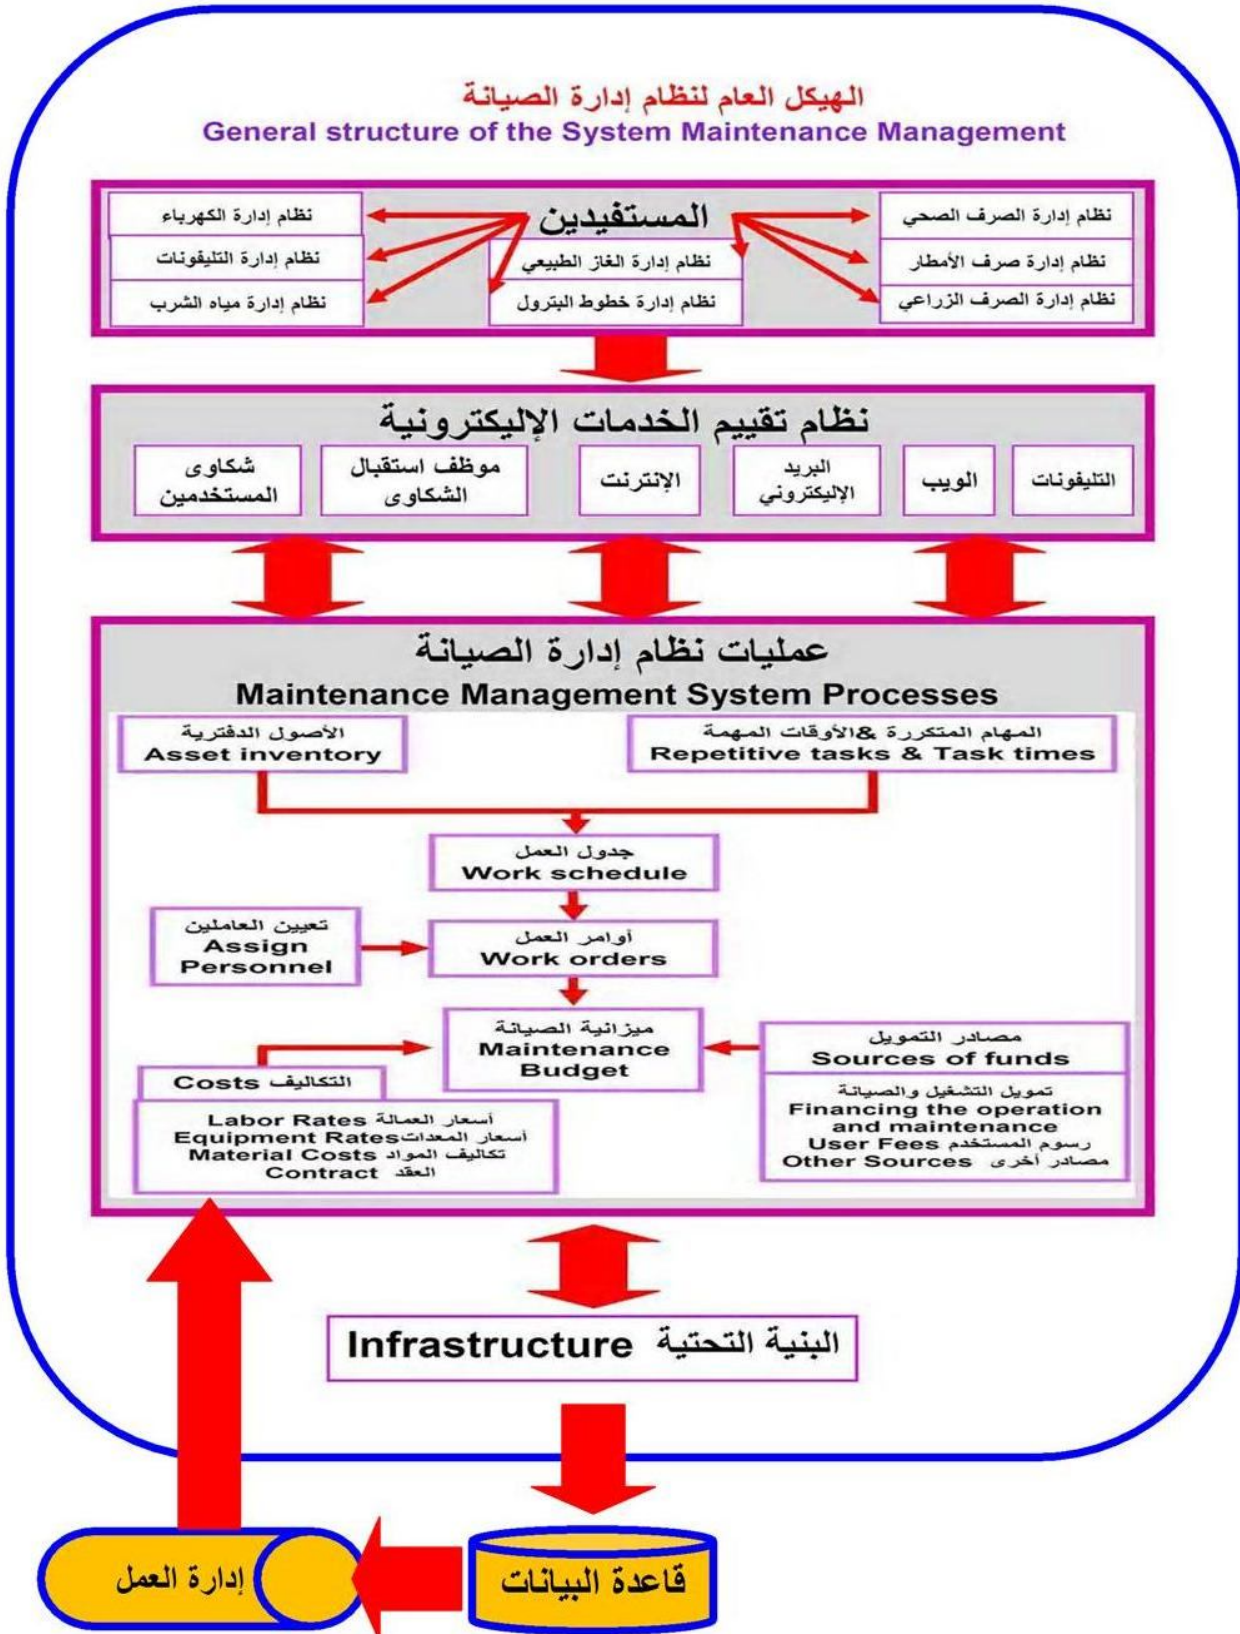 الهيكل العام لنظام إدارة الصيانة
General structure of the System Maintenance Management
المستفيدين
نظام إدارة الصرف الصحي
نظام إدارة صرف الأمطار
نظام إدارة الصرف الزراعي
نظام إدارة الغاز الطبيعي
نظام إدارة خطوط البترول
نظام إدارة الكهرباء
نظام إدارة التليفونات
نظام إدارة مياه الشرب
نظام تقييم الخدمات الإليكترونية
التليفونات
الويب
البريد
الإليكتروني
الإنترنت
موظف استقبال
الشكاوى
شكاوى
المستخدمين
عمليات نظام إدارة الصيانة
Maintenance Management System Processes
المهام المتكررة &الأوقات المهمة
Repetitive tasks & Task times
الأصول الدفترية
Asset inventory
جدول العمل
Work schedule
أوامر العمل
Work orders
تعيين العاملين
Assign
Personnel
ميزانية الصيانة
Maintenance
Budget
مصادر التمويل
Sources of funds
تمويل التشغيل والصيانة
Financing the operation
and maintenance
User Fees رسوم المستخدم
Other Sources مصادر أخرى
Costs التكاليف
Labor Rates أسعار العمالة
Equipment Rates أسعار المعدات
Material Costs تكاليف المواد
Contract العقد
Infrastructure البنية التحتية
قاعدة البيانات
إدارة العمل